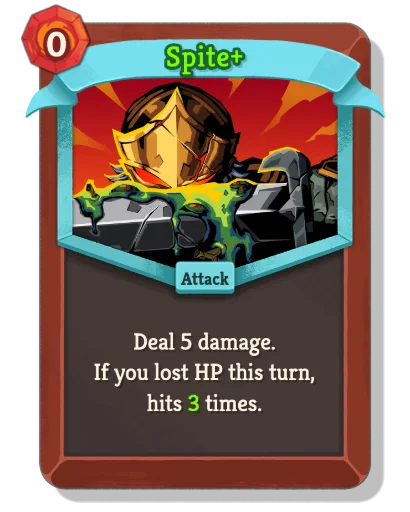 0
Spite+
Attack
Deal 5 damage.
If you lost HP this turn,
hits 3 times.